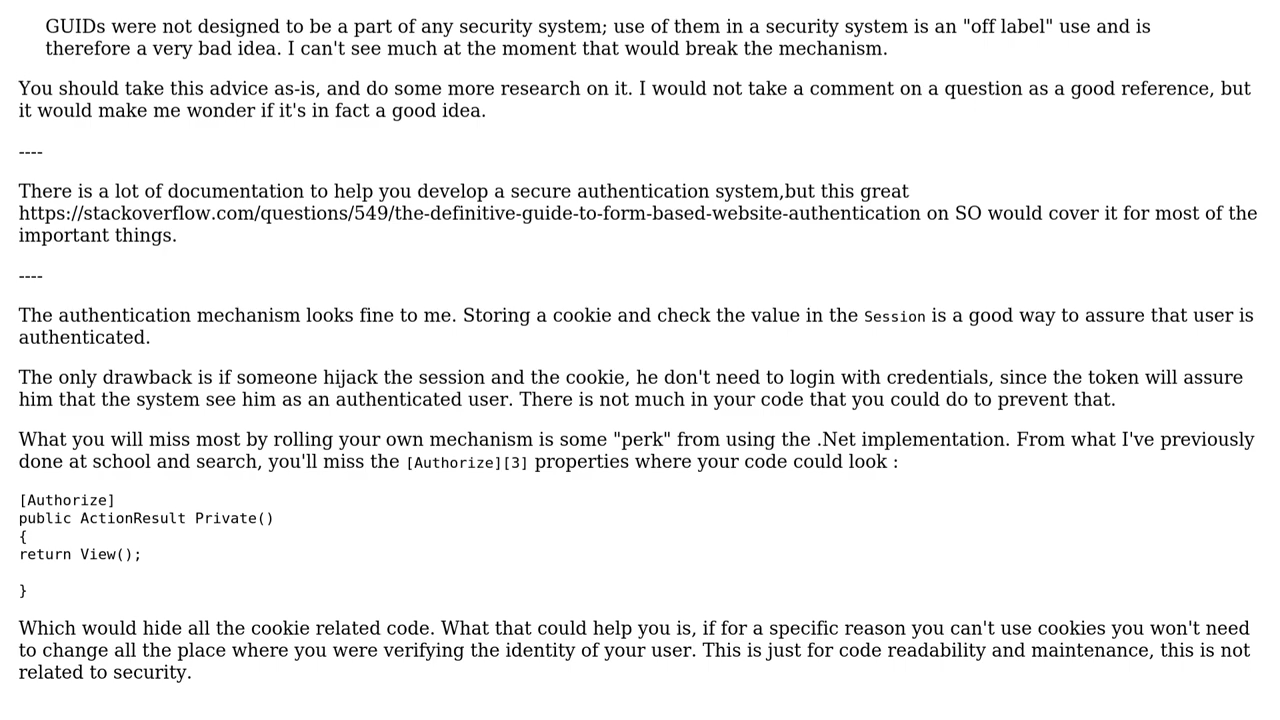 GUIDs were not designed to be a part of any security system; use of them in a security system is an "off label" use and is
therefore a very bad idea. I can't see much at the moment that would break the mechanism.
You should take this advice as-is, and do some more research on it. I would not take a comment on a question as a good reference, but
it would make me wonder if it's in fact a good idea.
----
There is a lot of documentation to help you develop a secure authentication system,but this great
https://stackoverflow.com/questions/549/the-definitive-guide-to-form-based-website-authentication on SO would cover it for most of the
important things.
----
The authentication mechanism looks fine to me. Storing a cookie and check the value in the Session is a good way to assure that user is
authenticated.
The only drawback is if someone hijack the session and the cookie, he don't need to login with credentials, since the token will assure
him that the system see him as an authenticated user. There is not much in your code that you could do to prevent that.
What you will miss most by rolling your own mechanism is some "perk" from using the .Net implementation. From what I've previously
done at school and search, you'll miss the [Authorize][3] properties where your code could look :
[Authorize]
public ActionResult Private()
{
return View();
}
Which would hide all the cookie related code. What that could help you is, if for a specific reason you can't use cookies you won't need
to change all the place where you were verifying the identity of your user. This is just for code readability and maintenance, this is not
related to security.